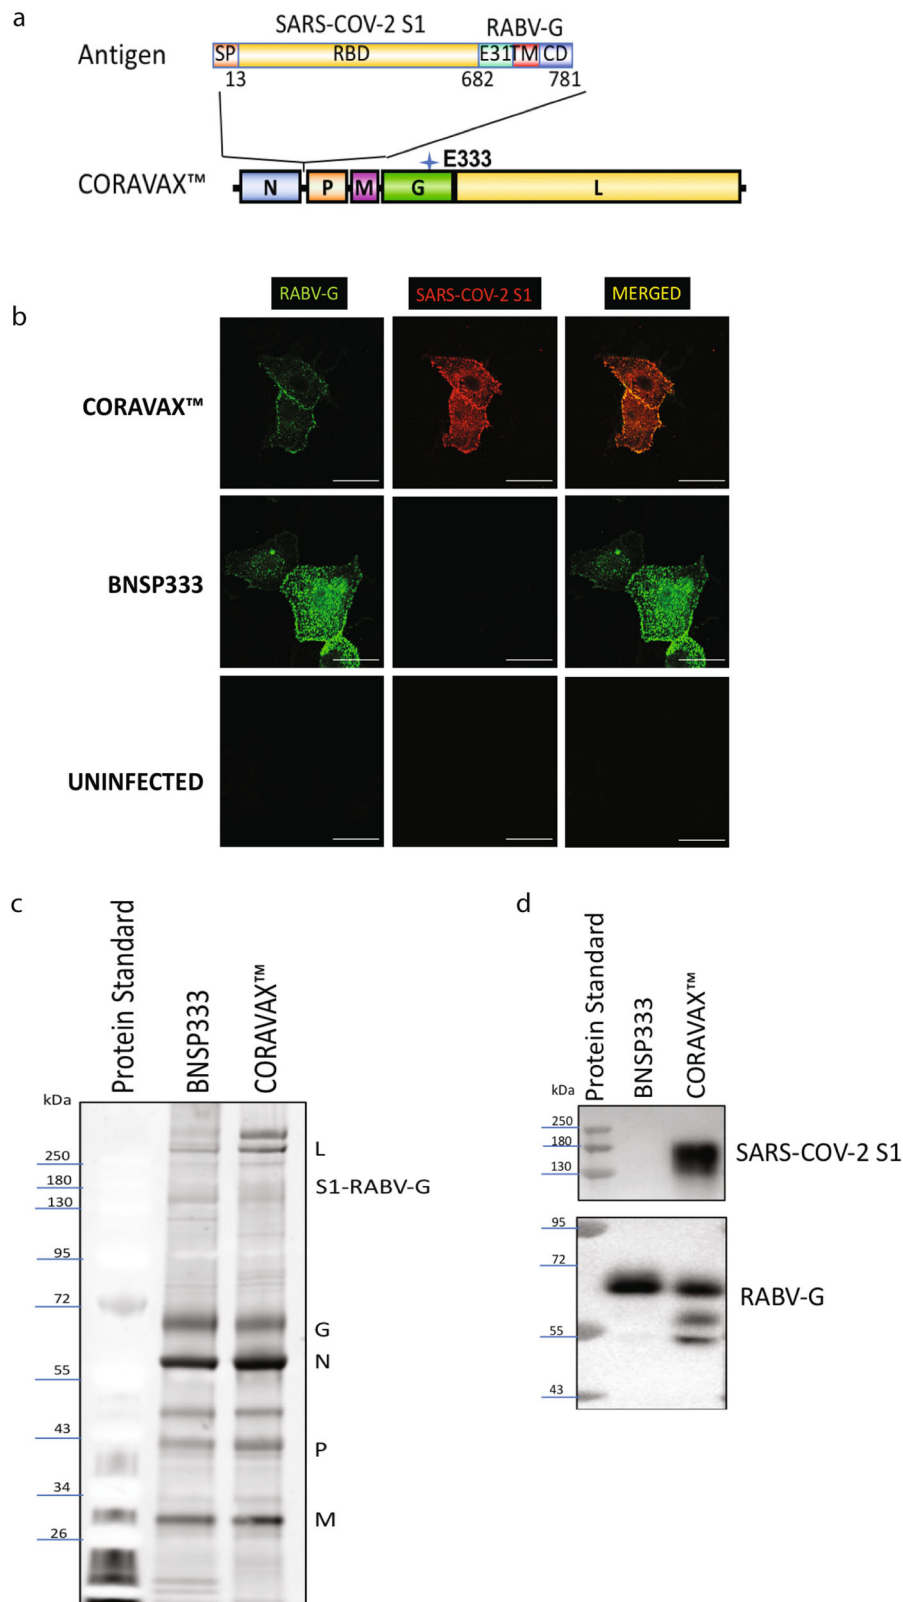 a
SARS-COV-2 S1
RABV-G
Antigen
SP
RBD
E31
TM
CD
13
682
781
E333
CORAVAX™
N
P
M
G
L
b
RABV-G
SARS-COV-2 S1
MERGED
CORAVAX™
BNSP333
UNINFECTED
c
Protein Standard
BNSP333
CORAVAX™
kDa
250
180
130
95
72
55
43
34
26
L
S1-RABV-G
G
N
P
M
d
Protein Standard
BNSP333
CORAVAX™
kDa
250
180
130
SARS-COV-2 S1
95
72
55
43
RABV-G